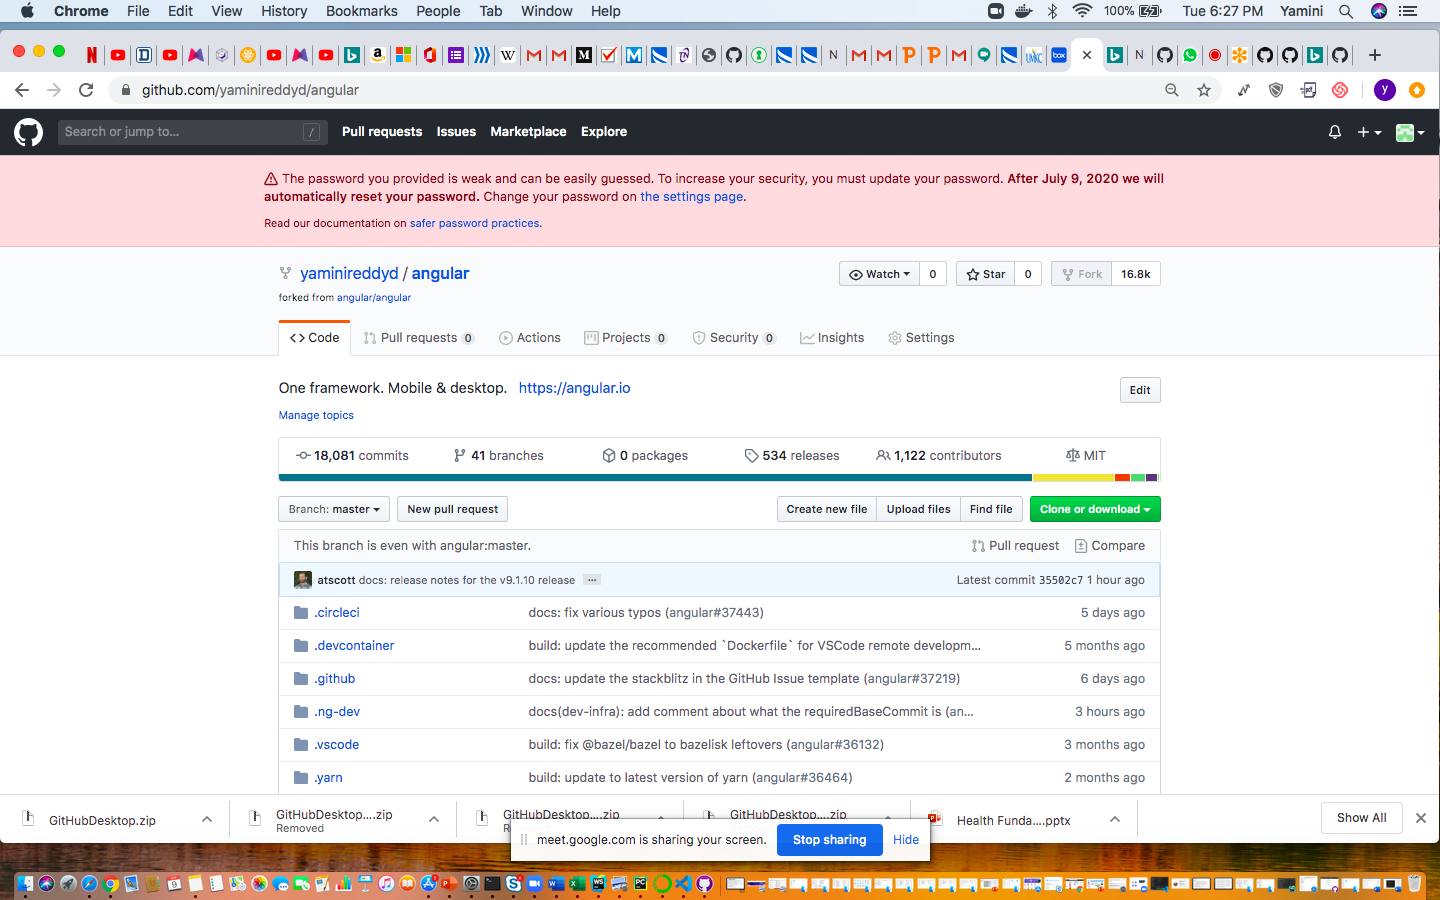 Chrome File Edit View History Bookmarks People Tab Window Help 100% Tue 6:27 PM Yamini
github.com/yaminireddyd/angular
Search or jump to... / Pull requests Issues Marketplace Explore
The password you provided is weak and can be easily guessed. To increase your security, you must update your password. After July 9, 2020 we will
automatically reset your password. Change your password on the settings page.
Read our documentation on safer password practices.
yaminireddyd / angular Watch 0 Star 0 Fork 16.8k
forked from angular/angular
Code Pull requests 0 Actions Projects 0 Security 0 Insights Settings
One framework. Mobile & desktop. https://angular.io Edit
Manage topics
18,081 commits 41 branches 0 packages 534 releases 1,122 contributors MIT
Branch: master New pull request Create new file Upload files Find file Clone or download
This branch is even with angular:master. Pull request Compare
atscott docs: release notes for the v9.1.10 release ... Latest commit 35502c7 1 hour ago
.circleci docs: fix various typos (angular#37443) 5 days ago
.devcontainer build: update the recommended `Dockerfile` for VSCode remote developm... 5 months ago
.github docs: update the stackblitz in the GitHub Issue template (angular#37219) 6 days ago
.ng-dev docs(dev-infra): add comment about what the requiredBaseCommit is (an... 3 hours ago
.vscode build: fix @bazel/bazel to bazelisk leftovers (angular#36132) 3 months ago
.yarn build: update to latest version of yarn (angular#36464) 2 months ago
GitHubDesktop.zip GitHubDesktop....zip GitHubDesktop....zip GitHubDesktop....zip Health Funda....pptx Show All
Removed
meet.google.com is sharing your screen. Stop sharing Hide